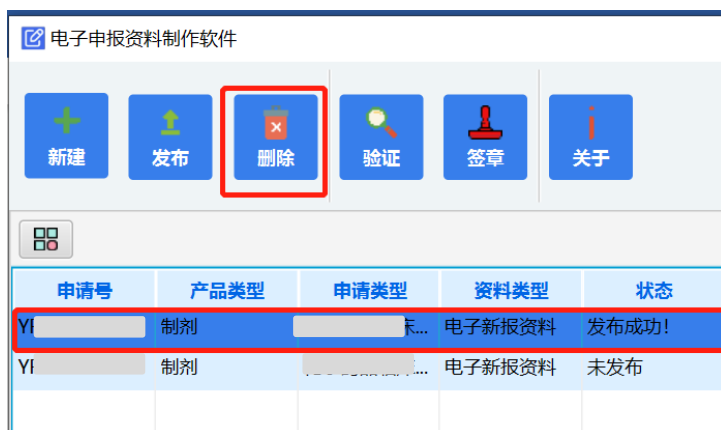 电子申报资料制作软件
新建 发布 删除 验证 签章 关于
申请号 产品类型 申请类型 资料类型 状态
制剂 床... 电子新报资料 发布成功!
制剂 ... 电子新报资料 未发布